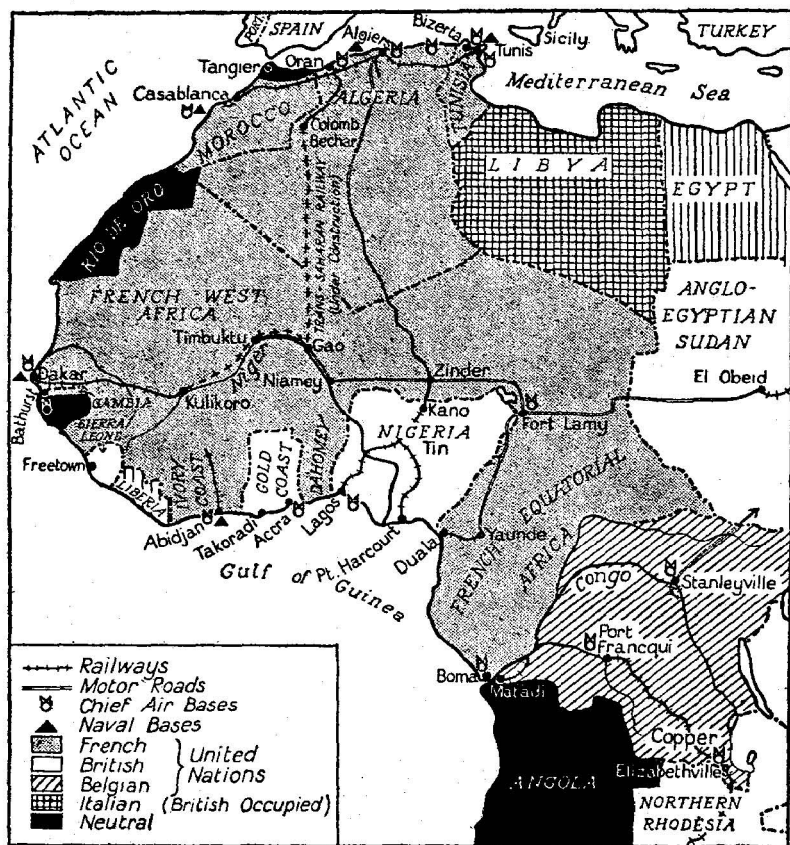 PORT.
SPAIN
Algiers
Bizerta
Sicily
TURKEY
Tunis
Tangier
Oran
Mediterranean Sea
ATLANTIC
OCEAN
Casablanca
ALGERIA
TUNISIA
MOROCCO
Colomb
Bechar
LIBYA
EGYPT
RIO DE ORO
TRANS-SAHARAN RAILWAY
(Under Construction)
FRENCH WEST
AFRICA
ANGLO-
EGYPTIAN
SUDAN
Timbuktu
Gao
Niger
Niamey
Zinder
El Obeid
Dakar
Bathurst
GAMBIA
Kulikoro
Kano
NIGERIA
Tin
Fort Lamy
SIERRA
LEONE
Freetown
LIBERIA
IVORY
COAST
GOLD
COAST
DAHOMEY
FRENCH EQUATORIAL
AFRICA
Abidjan
Takoradi
Accra
Lagos
Pt. Harcourt
Duala
Yaunde
Gulf of
Guinea
Congo
Stanleyville
Port
Francqui
Boma
Matadi
Copper
Elizabethville
ANGOLA
NORTHERN
RHODESIA
Railways
Motor Roads
Chief Air Bases
Naval Bases
French
British
Belgian
United
Nations
Italian (British Occupied)
Neutral